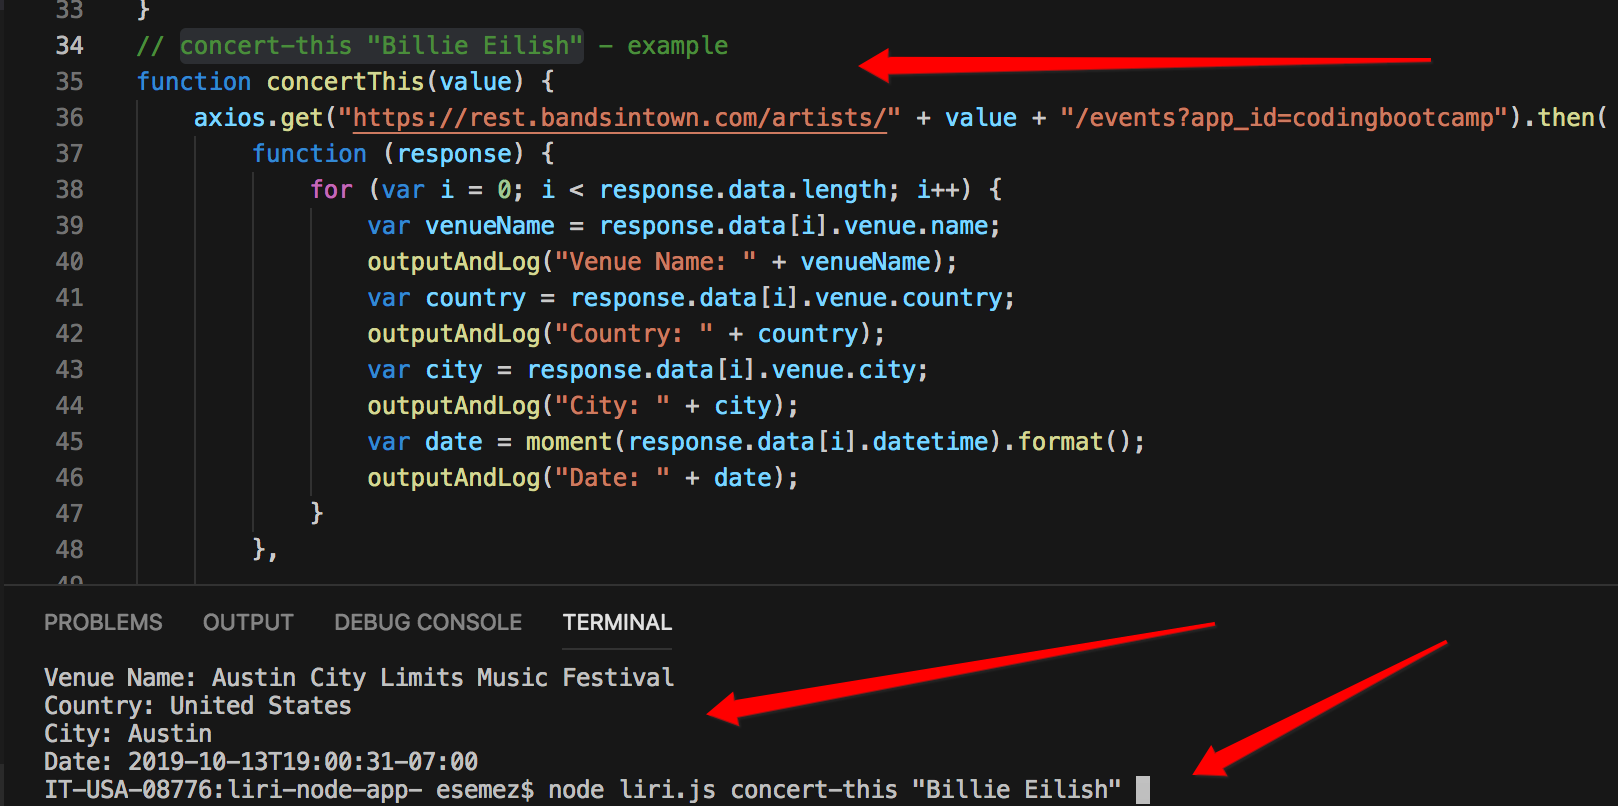 33 }
34 // concert-this "Billie Eilish" - example
35 function concertThis(value) {
36 axios.get("https://rest.bandsintown.com/artists/" + value + "/events?app_id=codingbootcamp").then(
37 function (response) {
38 for (var i = 0; i < response.data.length; i++) {
39 var venueName = response.data[i].venue.name;
40 outputAndLog("Venue Name: " + venueName);
41 var country = response.data[i].venue.country;
42 outputAndLog("Country: " + country);
43 var city = response.data[i].venue.city;
44 outputAndLog("City: " + city);
45 var date = moment(response.data[i].datetime).format();
46 outputAndLog("Date: " + date);
47 }
48 },
49
PROBLEMS OUTPUT DEBUG CONSOLE TERMINAL
Venue Name: Austin City Limits Music Festival
Country: United States
City: Austin
Date: 2019-10-13T19:00:31-07:00
IT-USA-08776:liri-node-app- esemez$ node liri.js concert-this "Billie Eilish"